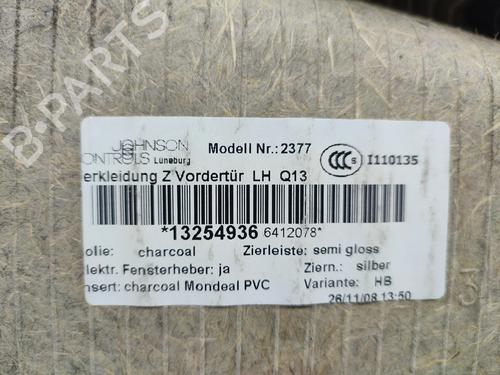 B-PARTS
JOHNSON
CONTROLS Lüneburg
Modell Nr.: 2377
CCC S I110135
erkleidung Z Vordertür LH Q13
*13254936 6412078*
olie: charcoal Zierleiste: semi gloss
lektr. Fensterheber: ja Ziern.: silber
nsert: charcoal Mondeal PVC Variante: HB
26/11/08 13:50